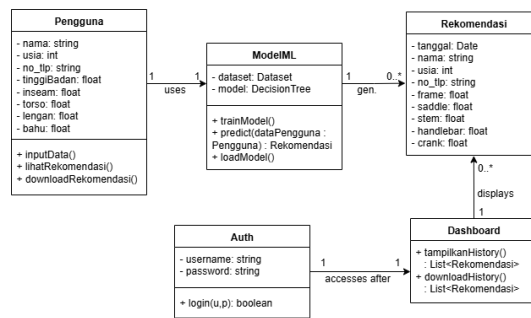 Pengguna
- nama: string
- usia: int
- no_tlp: string
- tinggiBadan: float
- inseam: float
- torso: float
- lengan: float
- bahu: float
+ inputData()
+ lihatRekomendasi()
+ downloadRekomendasi()
1
1
uses
ModelML
- dataset: Dataset
- model: DecisionTree
+ trainModel()
+ predict(dataPengguna :
Pengguna) : Rekomendasi
+ loadModel()
1
0..*
gen.
Rekomendasi
- tanggal: Date
- nama: string
- usia: int
- no_tlp: string
- frame: float
- saddle: float
- stem: float
- handlebar: float
- crank: float
0..*
displays
1
Auth
- username: string
- password: string
+ login(u,p): boolean
1
1
accesses after
Dashboard
+ tampilkanHistory()
: List<Rekomendasi>
+ downloadHistory()
: List<Rekomendasi>